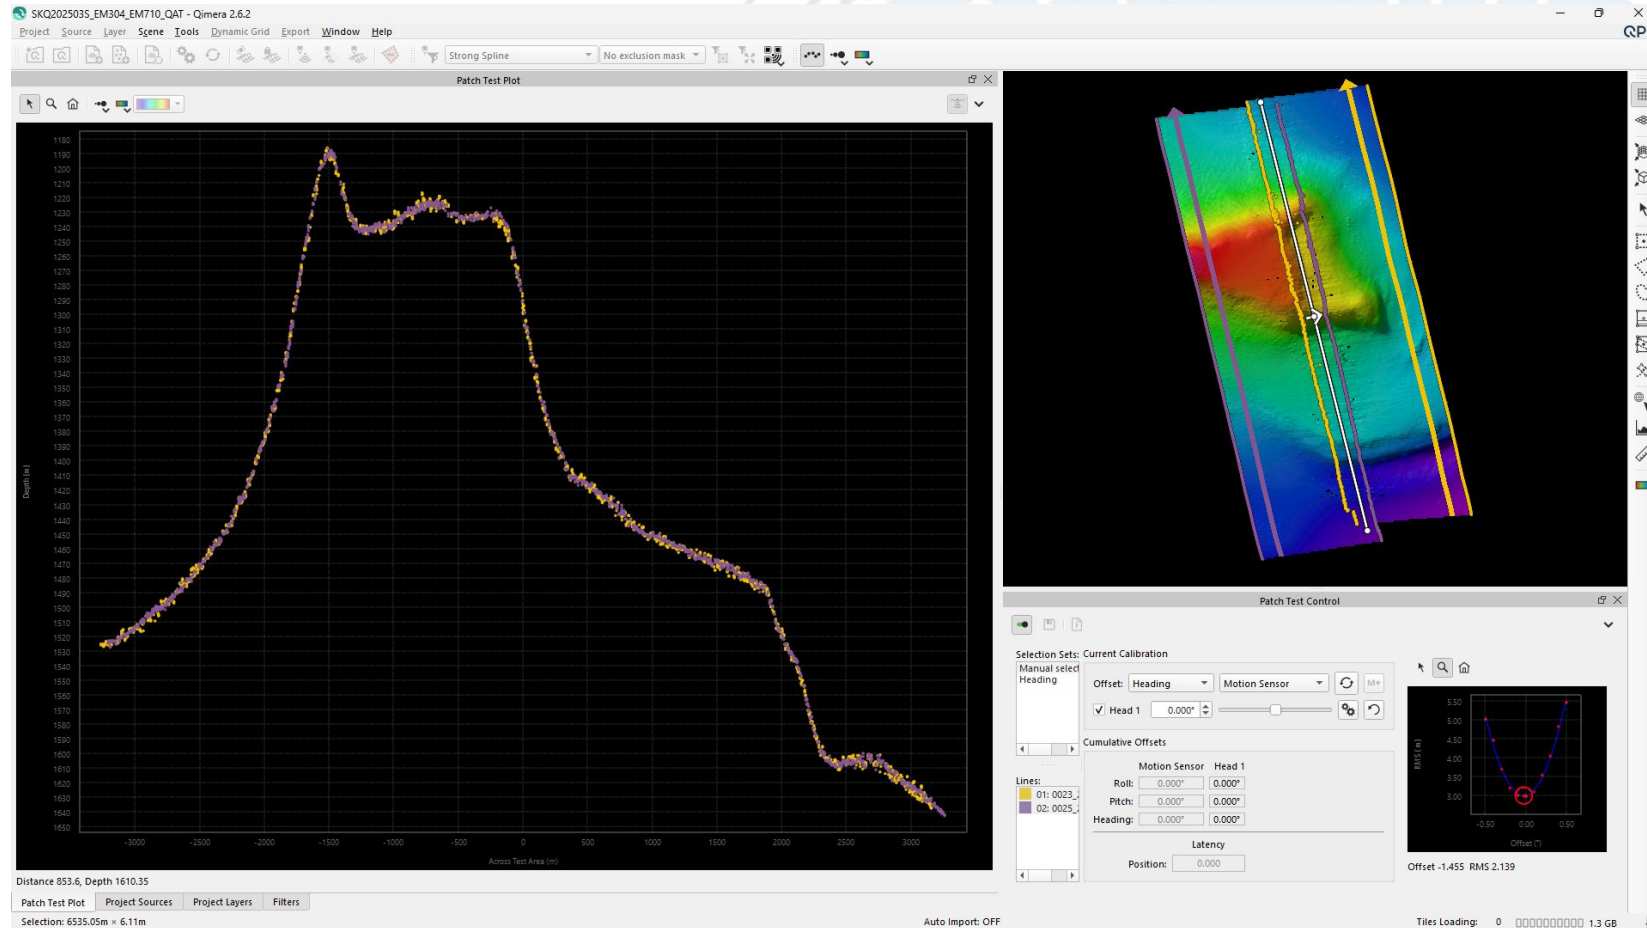 SKQ202503S_EM304_EM710_QAT - Qimera 2.6.2
Project Source Layer Scene Tools Dynamic Grid Export Window Help
QP
Strong Spline No exclusion mask
Patch Test Plot
1180
1190
1200
1210
1220
1230
1240
1250
1260
1270
1280
1290
1300
1310
1320
1330
1340
1350
1360
1370
1380
1390
1400
1410
1420
1430
1440
1450
1460
1470
1480
1490
1500
1510
1520
1530
1540
1550
1560
1570
1580
1590
1600
1610
1620
1630
1640
1650
Depth (m)
-3000 -2500 -2000 -1500 -1000 -500 0 500 1000 1500 2000 2500 3000
Across Test Area (m)
Distance 853.6, Depth 1610.35
Patch Test Plot Project Sources Project Layers Filters
Selection: 6535.05m × 6.11m
Auto Import: OFF
Tiles Loading: 0 1.3 GB
Patch Test Control
Selection Sets:
Manual select
Heading
Lines:
01: 0023_
02: 0025_
Current Calibration
Offset: Heading Motion Sensor M+
Head 1 0.000°
Cumulative Offsets
Motion Sensor Head 1
Roll: 0.000° 0.000°
Pitch: 0.000° 0.000°
Heading: 0.000° 0.000°
Latency
Position: 0.000
5.50
5.00
4.50
4.00
3.50
3.00
RMS (m)
-0.50 0.00 0.50
Offset (°)
Offset -1.455 RMS 2.139